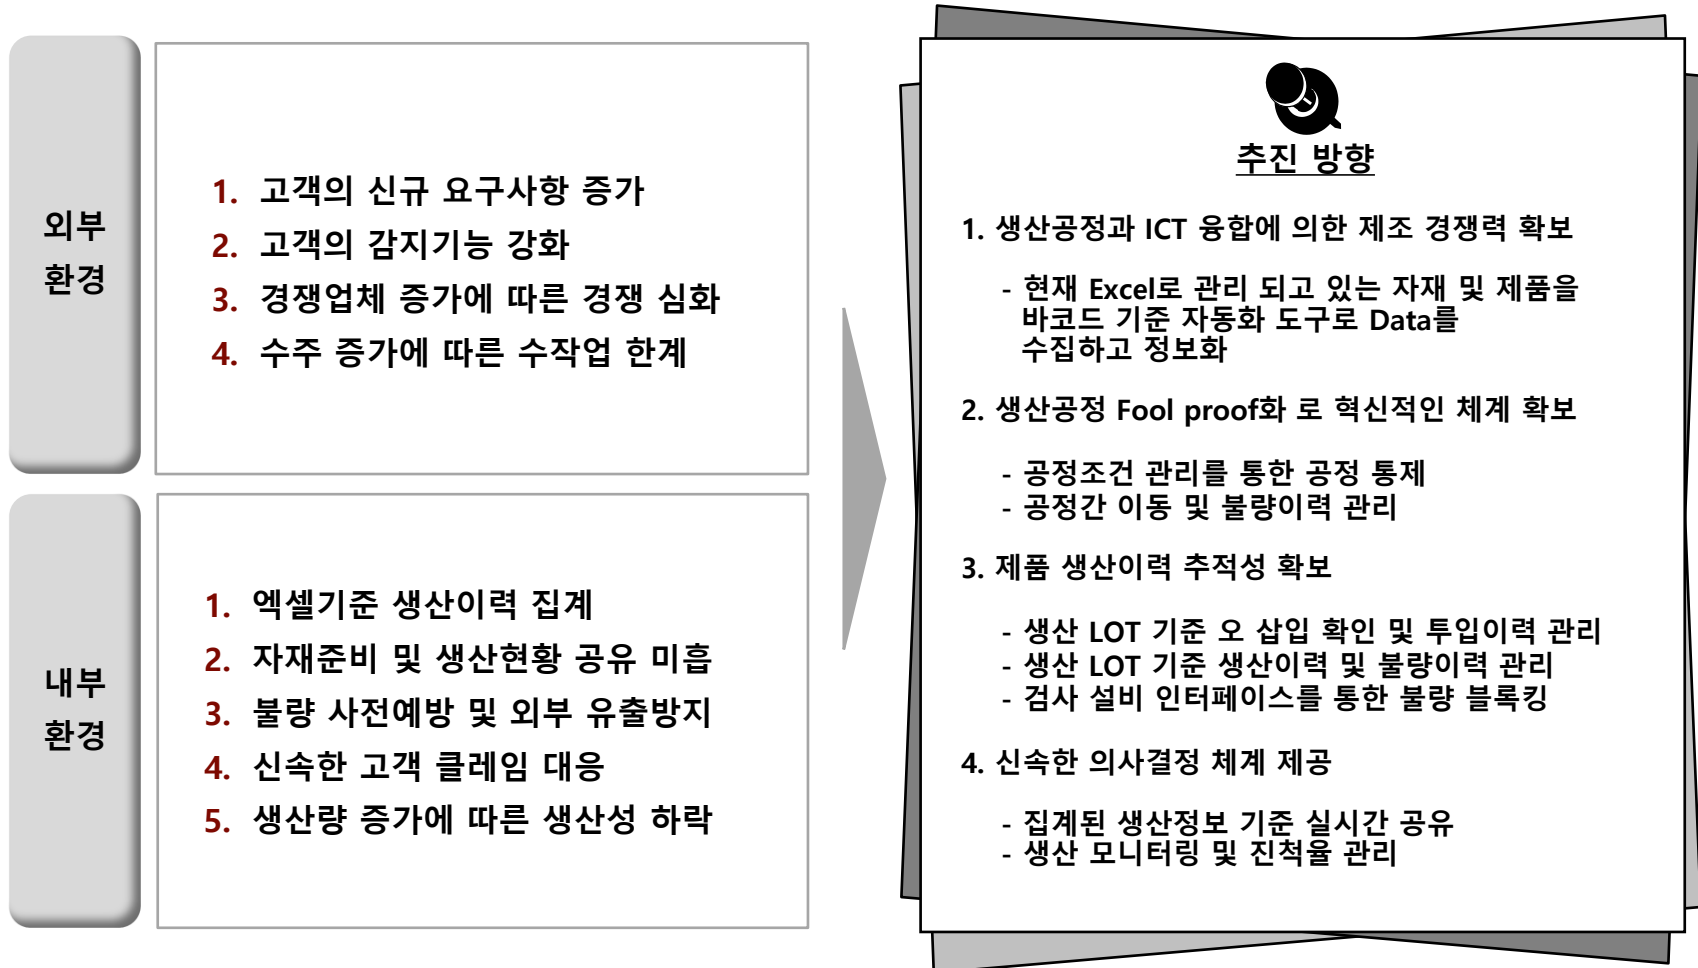 외부
환경
1. 고객의 신규 요구사항 증가
2. 고객의 감지기능 강화
3. 경쟁업체 증가에 따른 경쟁 심화
4. 수주 증가에 따른 수작업 한계
내부
환경
1. 엑셀기준 생산이력 집계
2. 자재준비 및 생산현황 공유 미흡
3. 불량 사전예방 및 외부 유출방지
4. 신속한 고객 클레임 대응
5. 생산량 증가에 따른 생산성 하락
추진 방향
1. 생산공정과 ICT 융합에 의한 제조 경쟁력 확보
- 현재 Excel로 관리 되고 있는 자재 및 제품을
바코드 기준 자동화 도구로 Data를
수집하고 정보화
2. 생산공정 Fool proof화 로 혁신적인 체계 확보
- 공정조건 관리를 통한 공정 통제
- 공정간 이동 및 불량이력 관리
3. 제품 생산이력 추적성 확보
- 생산 LOT 기준 오 삽입 확인 및 투입이력 관리
- 생산 LOT 기준 생산이력 및 불량이력 관리
- 검사 설비 인터페이스를 통한 불량 블록킹
4. 신속한 의사결정 체계 제공
- 집계된 생산정보 기준 실시간 공유
- 생산 모니터링 및 진척율 관리